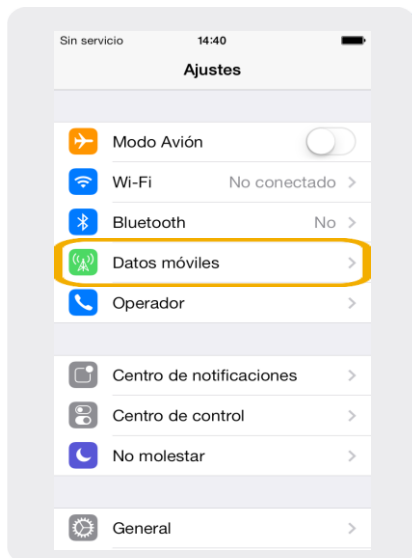 Sin servicio 14:40
Ajustes
Modo Avión
Wi-Fi No conectado
Bluetooth No
Datos móviles
Operador
Centro de notificaciones
Centro de control
No molestar
General